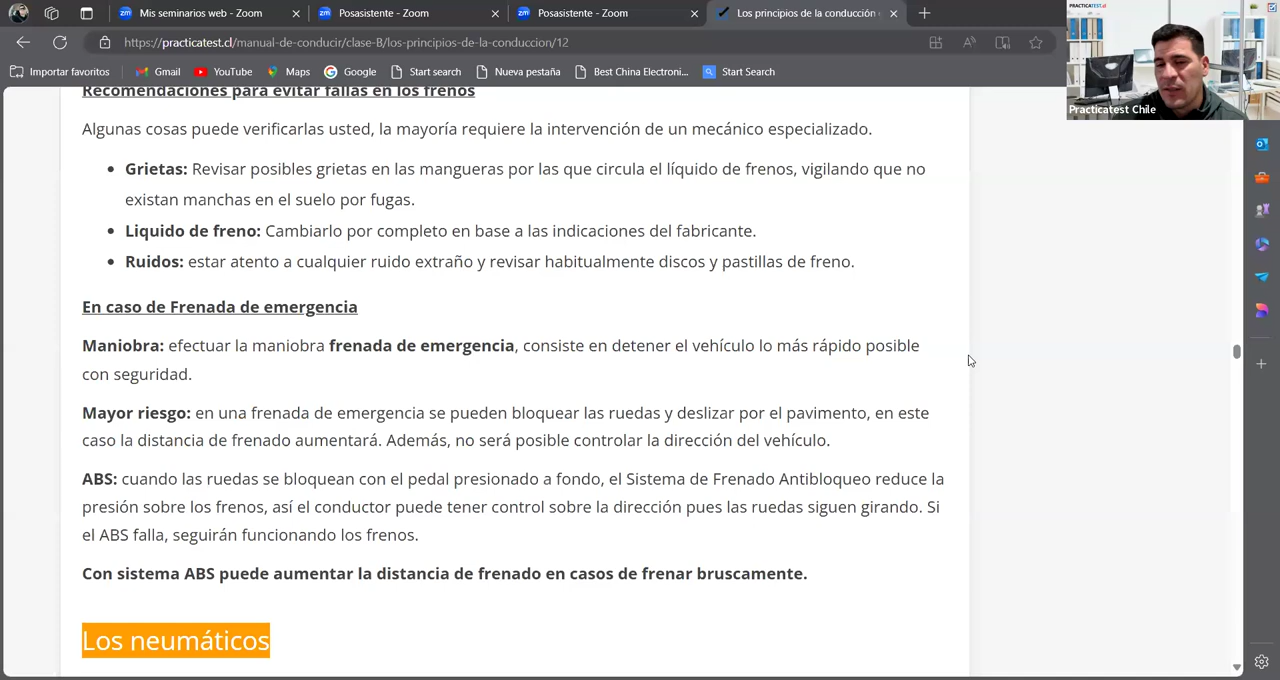 Mis seminarios web - Zoom
Posasistente - Zoom
Posasistente - Zoom
Los principios de la conducción
https://practicatest.cl/manual-de-conducir/clase-B/los-principios-de-la-conduccion/12
Importar favoritos
Gmail
YouTube
Maps
Google
Start search
Nueva pestaña
Best China Electroni...
Start Search
PRACTICATEST.cl
Practicatest Chile
Recomendaciones para evitar fallas en los frenos
Algunas cosas puede verificarlas usted, la mayoría requiere la intervención de un mecánico especializado.
Grietas: Revisar posibles grietas en las mangueras por las que circula el líquido de frenos, vigilando que no
existan manchas en el suelo por fugas.
Liquido de freno: Cambiarlo por completo en base a las indicaciones del fabricante.
Ruidos: estar atento a cualquier ruido extraño y revisar habitualmente discos y pastillas de freno.
En caso de Frenada de emergencia
Maniobra: efectuar la maniobra frenada de emergencia, consiste en detener el vehículo lo más rápido posible
con seguridad.
Mayor riesgo: en una frenada de emergencia se pueden bloquear las ruedas y deslizar por el pavimento, en este
caso la distancia de frenado aumentará. Además, no será posible controlar la dirección del vehículo.
ABS: cuando las ruedas se bloquean con el pedal presionado a fondo, el Sistema de Frenado Antibloqueo reduce la
presión sobre los frenos, así el conductor puede tener control sobre la dirección pues las ruedas siguen girando. Si
el ABS falla, seguirán funcionando los frenos.
Con sistema ABS puede aumentar la distancia de frenado en casos de frenar bruscamente.
Los neumáticos